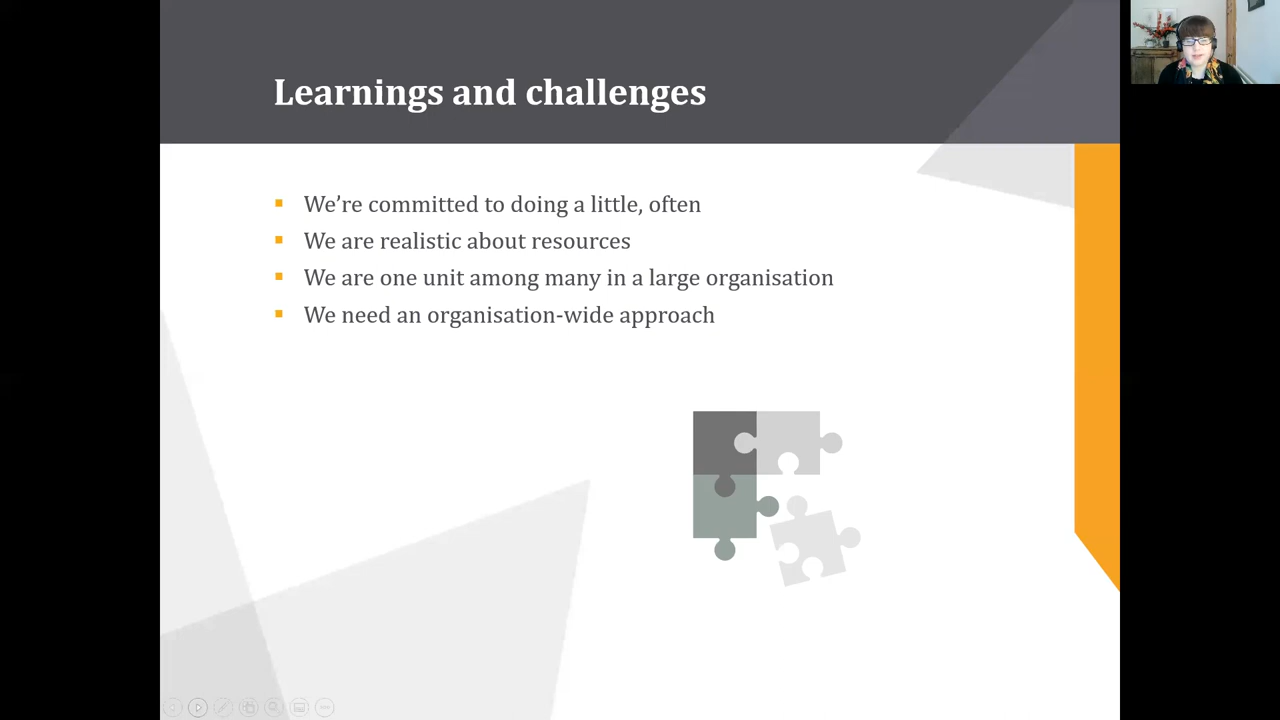 Learnings and challenges
We're committed to doing a little, often
We are realistic about resources
We are one unit among many in a large organisation
We need an organisation-wide approach